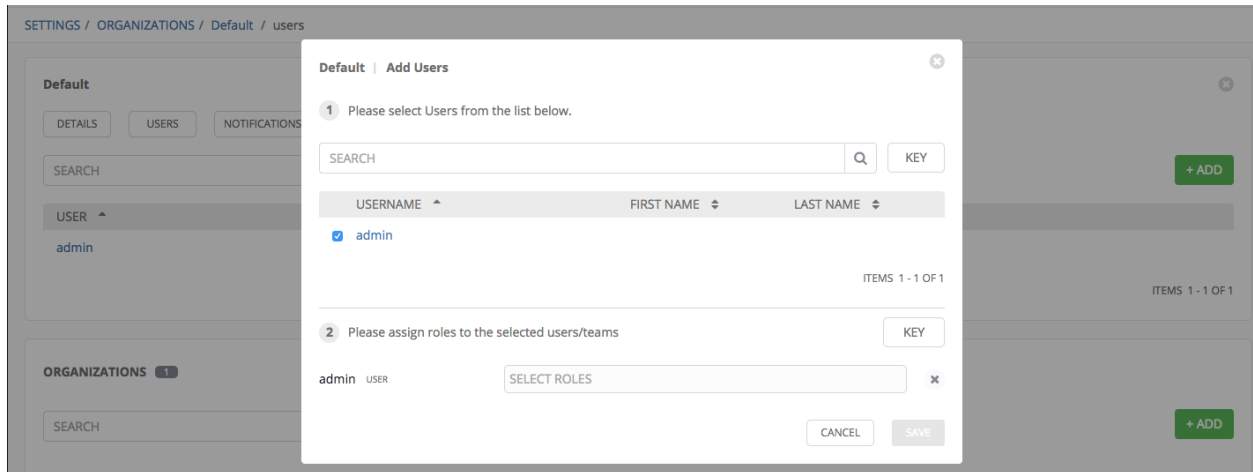 SETTINGS / ORGANIZATIONS / Default / users
Default
DETAILS USERS NOTIFICATIONS
SEARCH
+ ADD
USER
admin
ITEMS 1 - 1 OF 1
ORGANIZATIONS 1
SEARCH
+ ADD
Default | Add Users
1 Please select Users from the list below.
SEARCH KEY
USERNAME FIRST NAME LAST NAME
admin
ITEMS 1 - 1 OF 1
2 Please assign roles to the selected users/teams KEY
admin USER SELECT ROLES
CANCEL SAVE